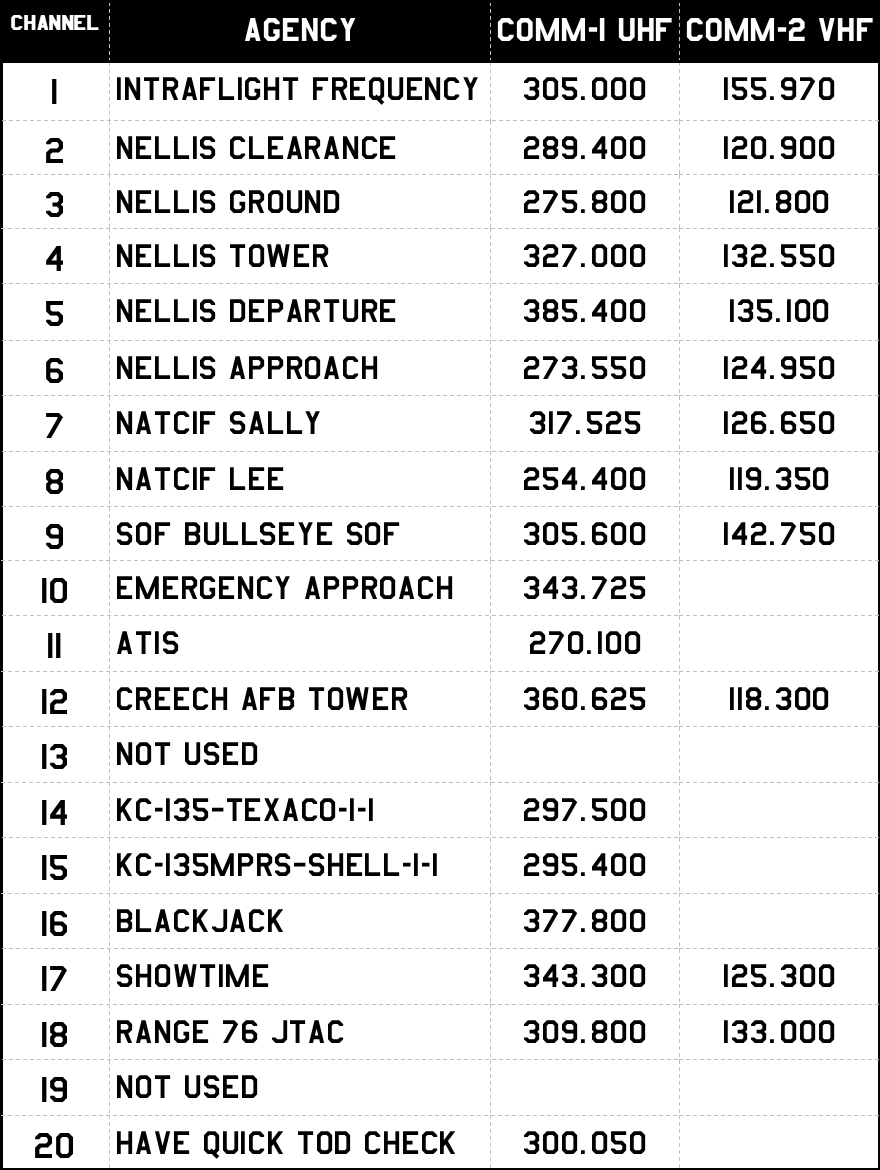 CHANNEL AGENCY COMM-1 UHF COMM-2 VHF
1 INTRAFLIGHT FREQUENCY 305.000 155.970
2 NELLIS CLEARANCE 289.400 120.900
3 NELLIS GROUND 275.800 121.800
4 NELLIS TOWER 327.000 132.550
5 NELLIS DEPARTURE 385.400 135.100
6 NELLIS APPROACH 273.550 124.950
7 NATCIF SALLY 317.525 126.650
8 NATCIF LEE 254.400 119.350
9 SOF BULLSEYE SOF 305.600 142.750
10 EMERGENCY APPROACH 343.725
11 ATIS 270.100
12 CREECH AFB TOWER 360.625 118.300
13 NOT USED
14 KC-135-TEXACO-1-1 297.500
15 KC-135MPRS-SHELL-1-1 295.400
16 BLACKJACK 377.800
17 SHOWTIME 343.300 125.300
18 RANGE 76 JTAC 309.800 133.000
19 NOT USED
20 HAVE QUICK TOD CHECK 300.050